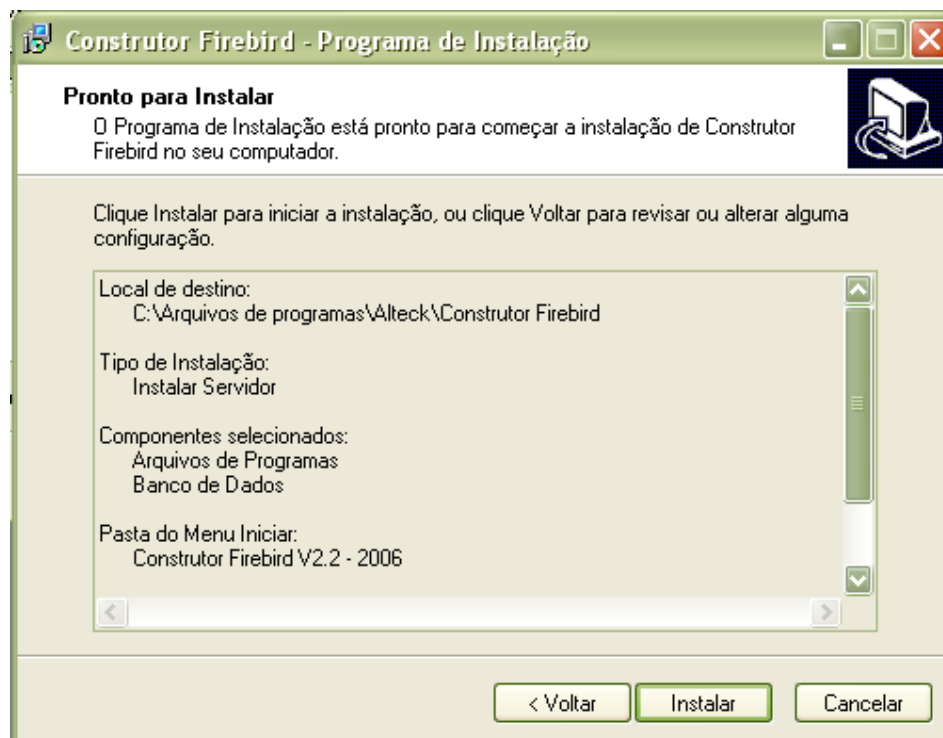 Construtor Firebird - Programa de Instalação
Pronto para Instalar
O Programa de Instalação está pronto para começar a instalação de Construtor
Firebird no seu computador.
Clique Instalar para iniciar a instalação, ou clique Voltar para revisar ou alterar alguma
configuração.
Local de destino:
C:\Arquivos de programas\Alteck\Construtor Firebird
Tipo de Instalação:
Instalar Servidor
Componentes selecionados:
Arquivos de Programas
Banco de Dados
Pasta do Menu Iniciar:
Construtor Firebird V2.2 - 2006
< Voltar
Instalar
Cancelar